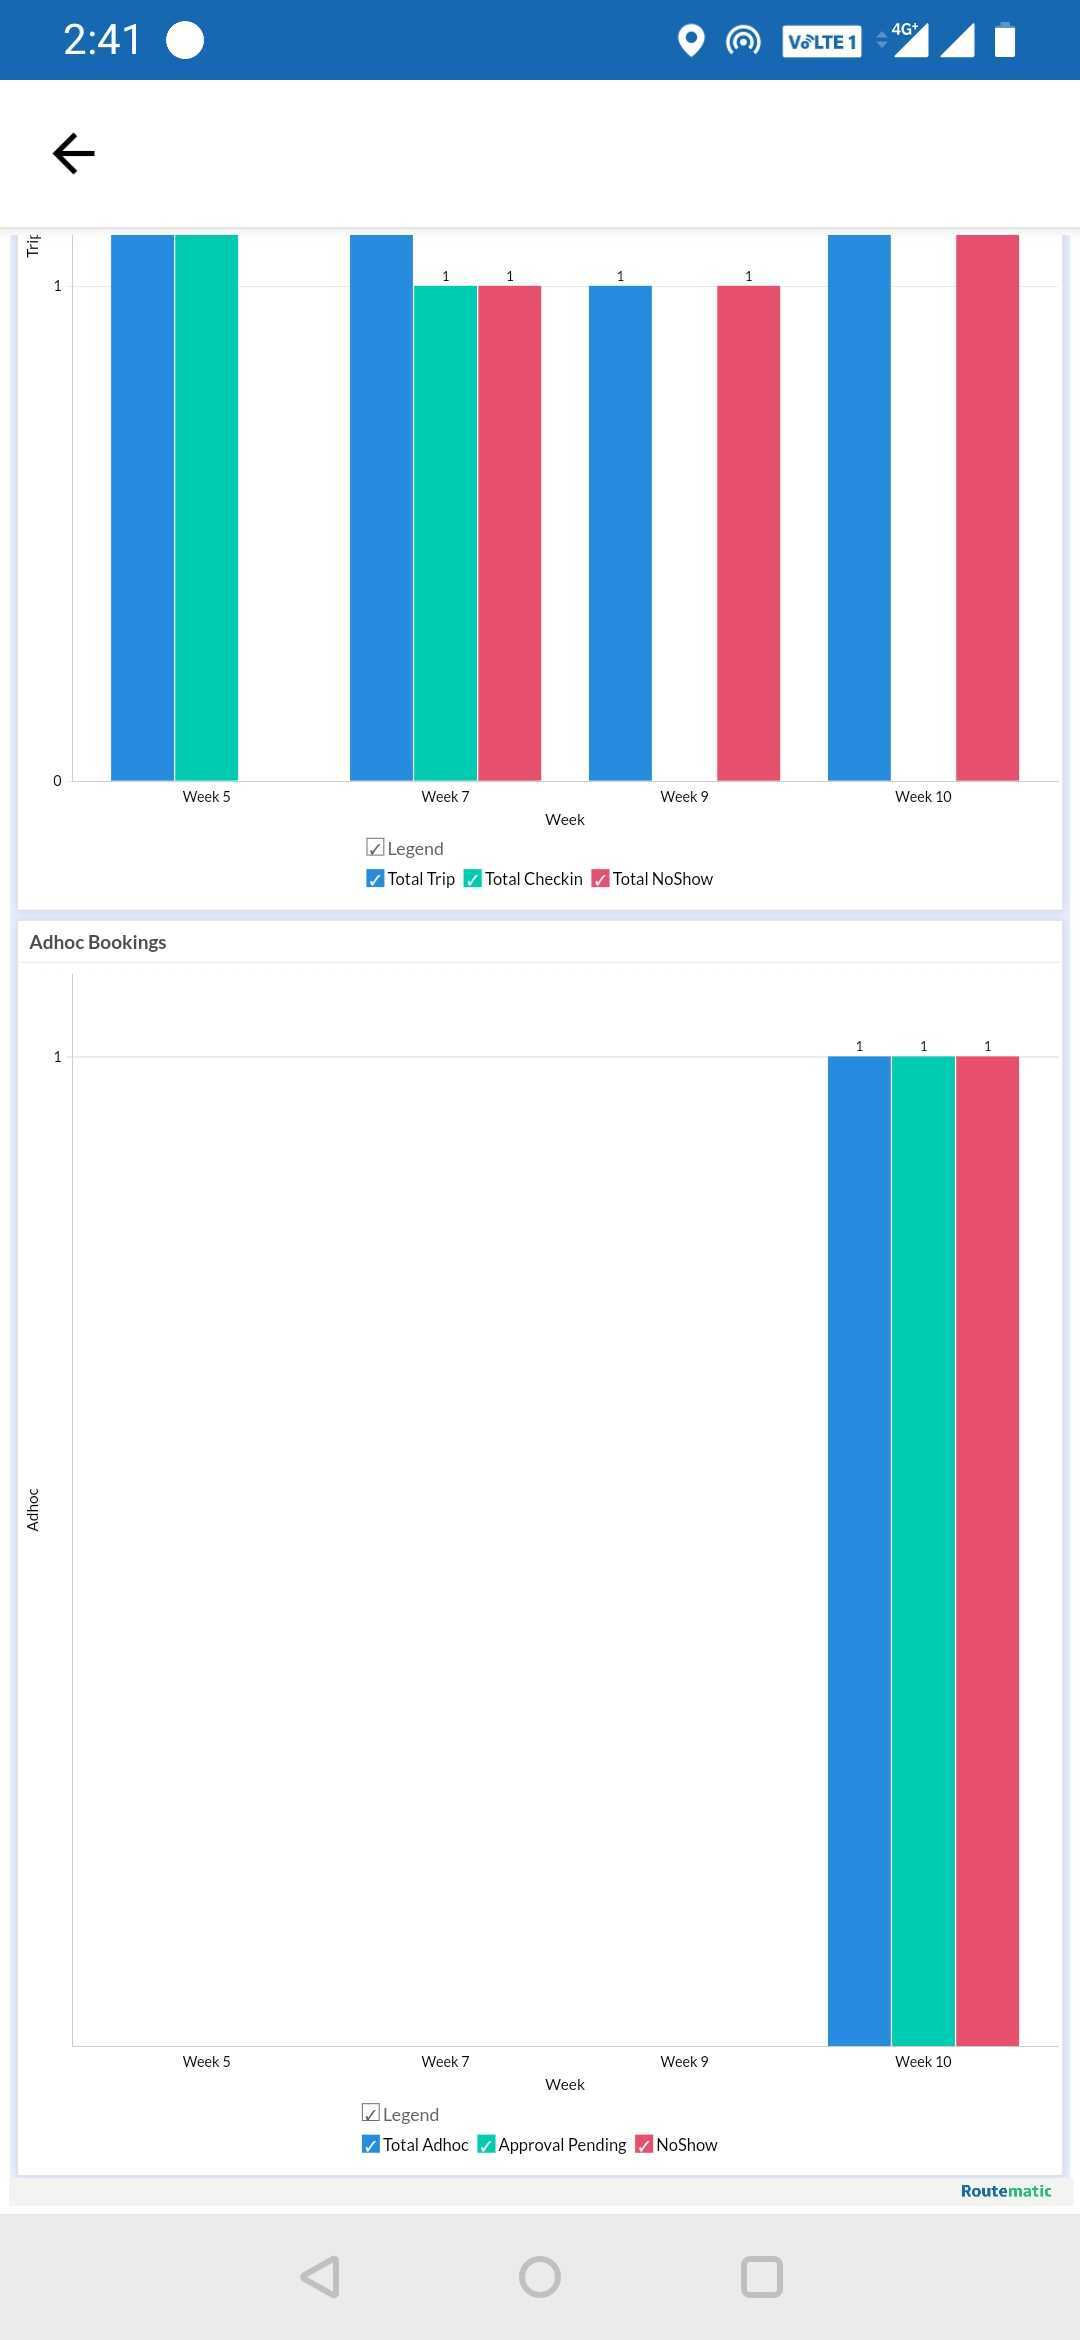 2:41
VoLTE 1 4G+
Trip
1 1 1 1
1
0
Week 5 Week 7 Week 9 Week 10
Week
Legend
Total Trip Total Checkin Total NoShow
Adhoc Bookings
1 1 1
1
Adhoc
Week 5 Week 7 Week 9 Week 10
Week
Legend
Total Adhoc Approval Pending NoShow
Routematic